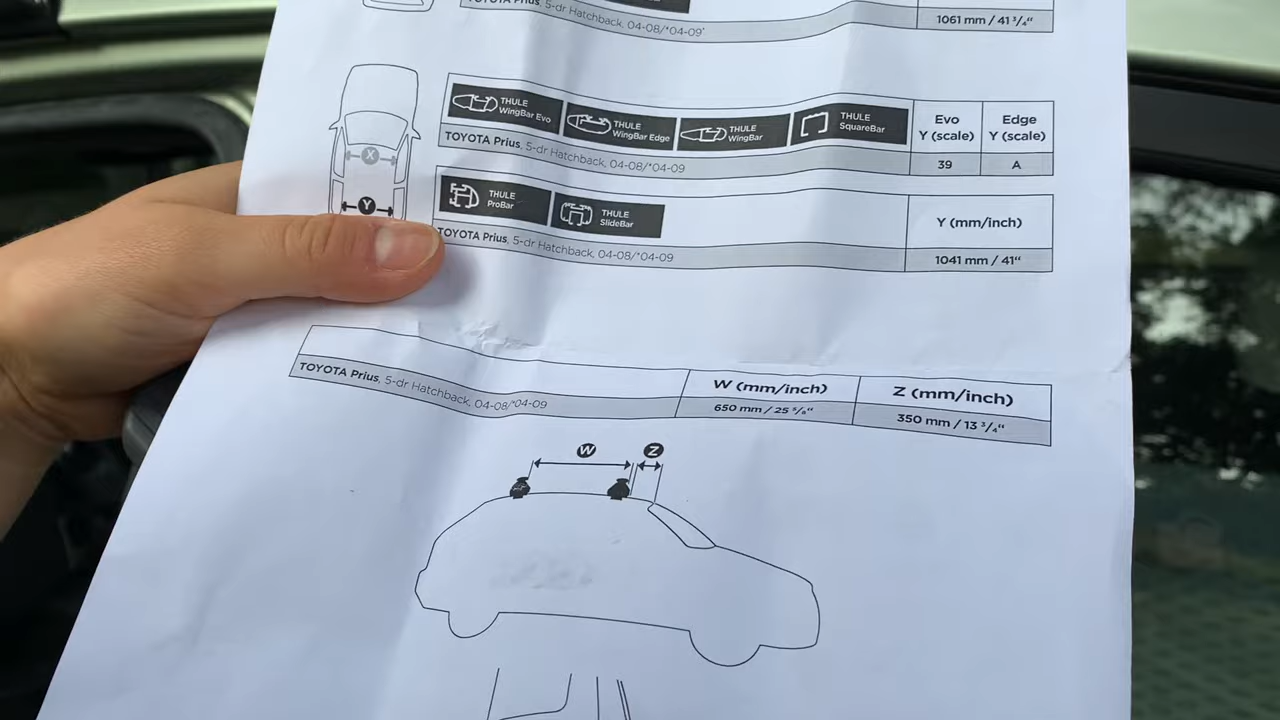 TOYOTA Prius, 5-dr Hatchback, 04-08/*04-09*
1061 mm / 41 ³/₄"
THULE WingBar Evo
THULE WingBar Edge
THULE WingBar
THULE SquareBar
Evo Y (scale)
Edge Y (scale)
TOYOTA Prius, 5-dr Hatchback, 04-08/*04-09
39
A
X
Y
THULE ProBar
THULE SlideBar
Y (mm/inch)
TOYOTA Prius, 5-dr Hatchback, 04-08/*04-09
1041 mm / 41"
W (mm/inch)
Z (mm/inch)
TOYOTA Prius, 5-dr Hatchback, 04-08/*04-09
650 mm / 25 ⁵/₈"
350 mm / 13 ³/₄"
W
Z